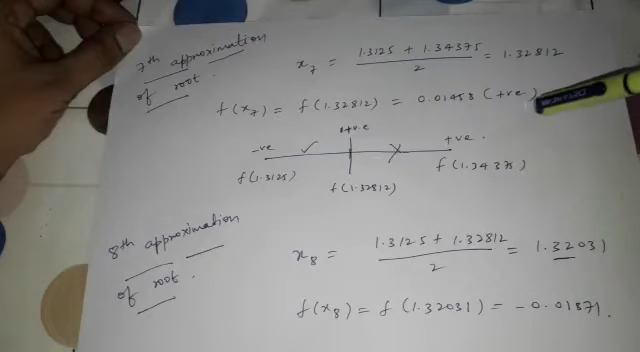 7th approximation
of root.
x₇ = (1.3125 + 1.34375)/2 = 1.32812
f(x₇) = f(1.32812) = 0.01458 (+ve)
-ve +ve +ve.
f(1.3125) f(1.32812) f(1.34375)
8th approximation
of root.
x₈ = (1.3125 + 1.32812)/2 = 1.32031
f(x₈) = f(1.32031) = -0.01871.